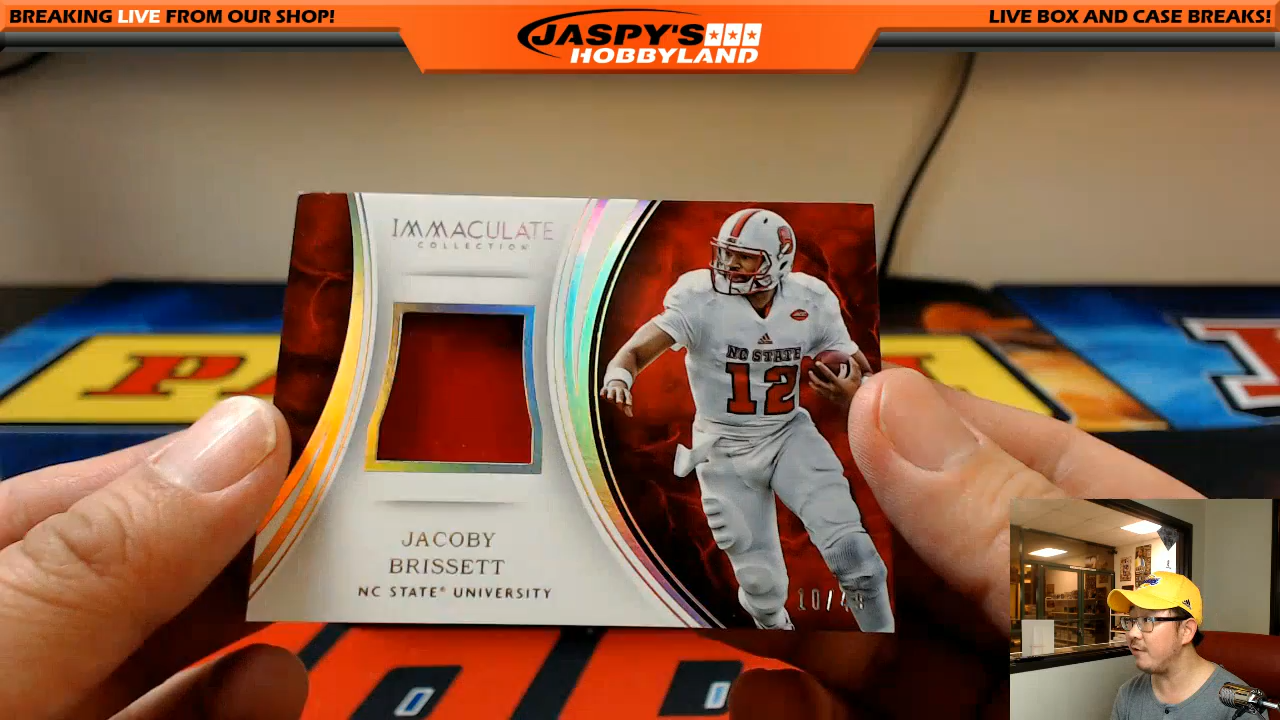 BREAKING LIVE FROM OUR SHOP!
JASPY'S
HOBBYLAND
LIVE BOX AND CASE BREAKS!
IMMACULATE
COLLECTION
NC STATE
12
JACOBY
BRISSETT
NC STATE® UNIVERSITY